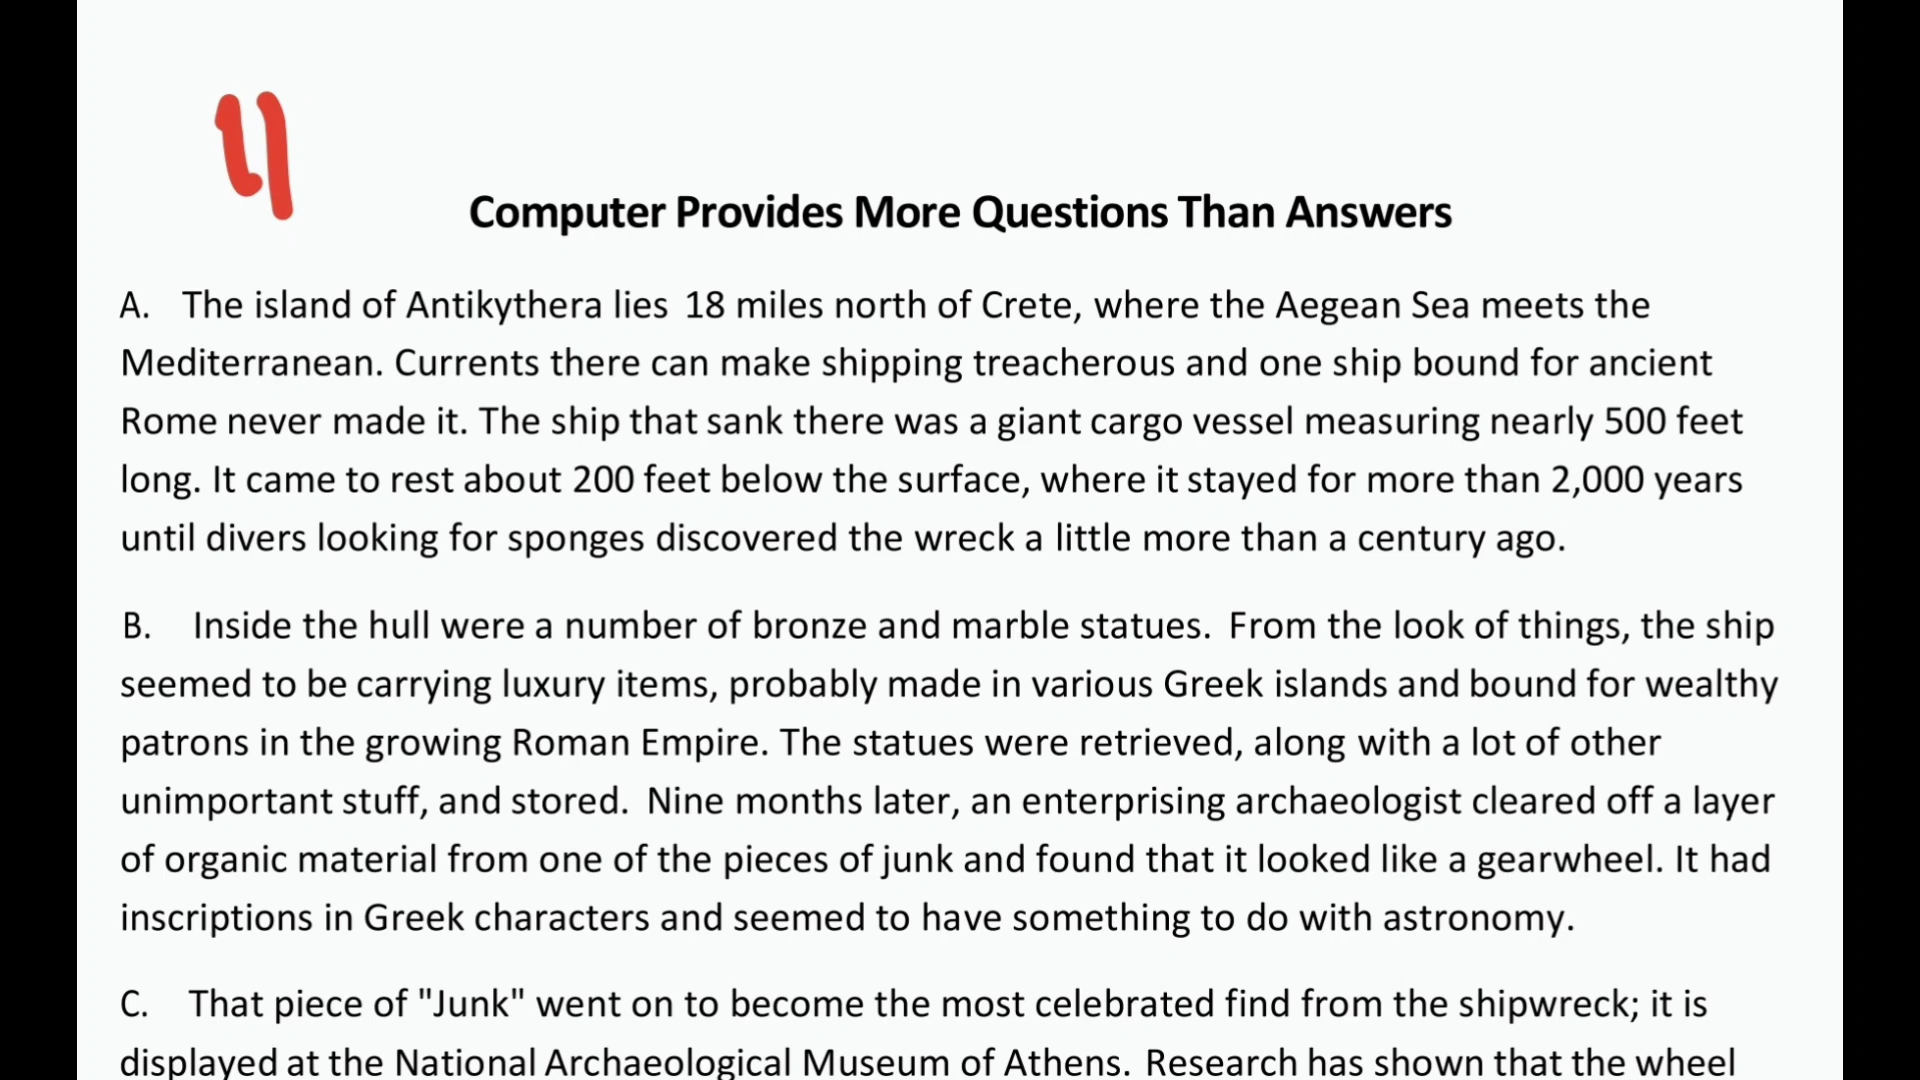 4
Computer Provides More Questions Than Answers
A. The island of Antikythera lies 18 miles north of Crete, where the Aegean Sea meets the
Mediterranean. Currents there can make shipping treacherous and one ship bound for ancient
Rome never made it. The ship that sank there was a giant cargo vessel measuring nearly 500 feet
long. It came to rest about 200 feet below the surface, where it stayed for more than 2,000 years
until divers looking for sponges discovered the wreck a little more than a century ago.
B. Inside the hull were a number of bronze and marble statues. From the look of things, the ship
seemed to be carrying luxury items, probably made in various Greek islands and bound for wealthy
patrons in the growing Roman Empire. The statues were retrieved, along with a lot of other
unimportant stuff, and stored. Nine months later, an enterprising archaeologist cleared off a layer
of organic material from one of the pieces of junk and found that it looked like a gearwheel. It had
inscriptions in Greek characters and seemed to have something to do with astronomy.
C. That piece of "Junk" went on to become the most celebrated find from the shipwreck; it is
displayed at the National Archaeological Museum of Athens. Research has shown that the wheel